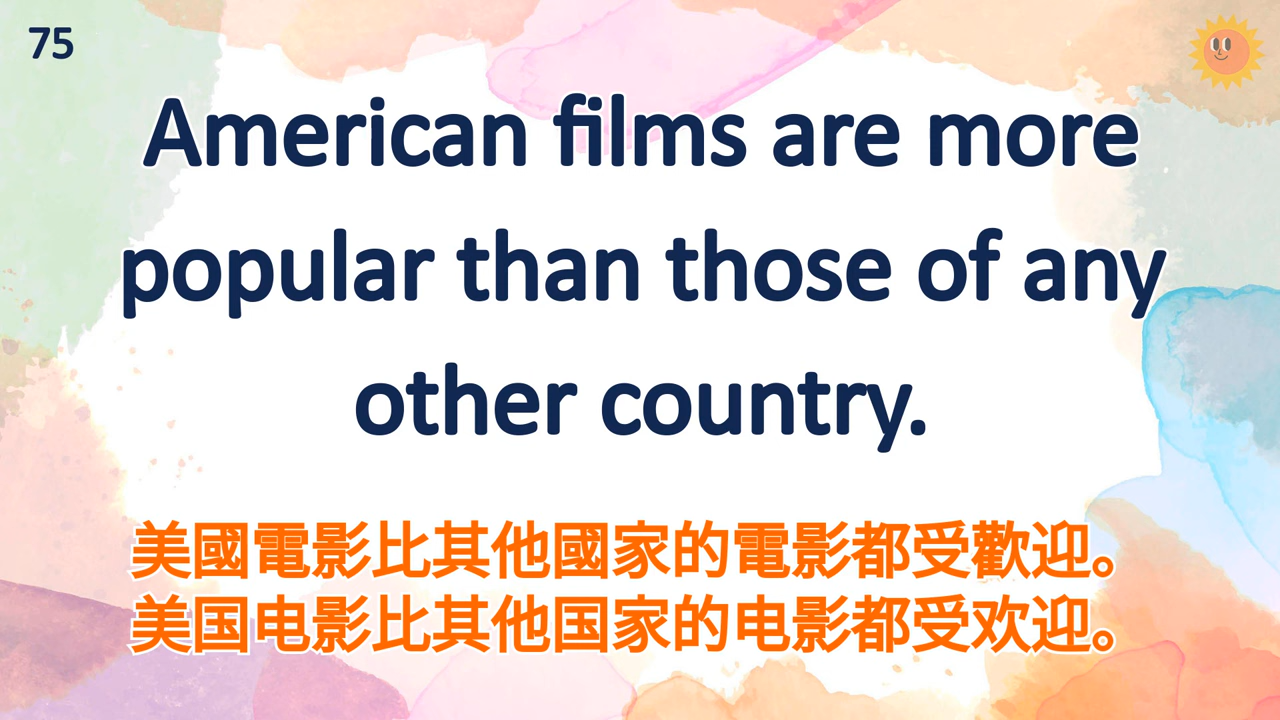 75
American films are more
popular than those of any
other country.
美國電影比其他國家的電影都受歡迎。
美国电影比其他国家的电影都受欢迎。